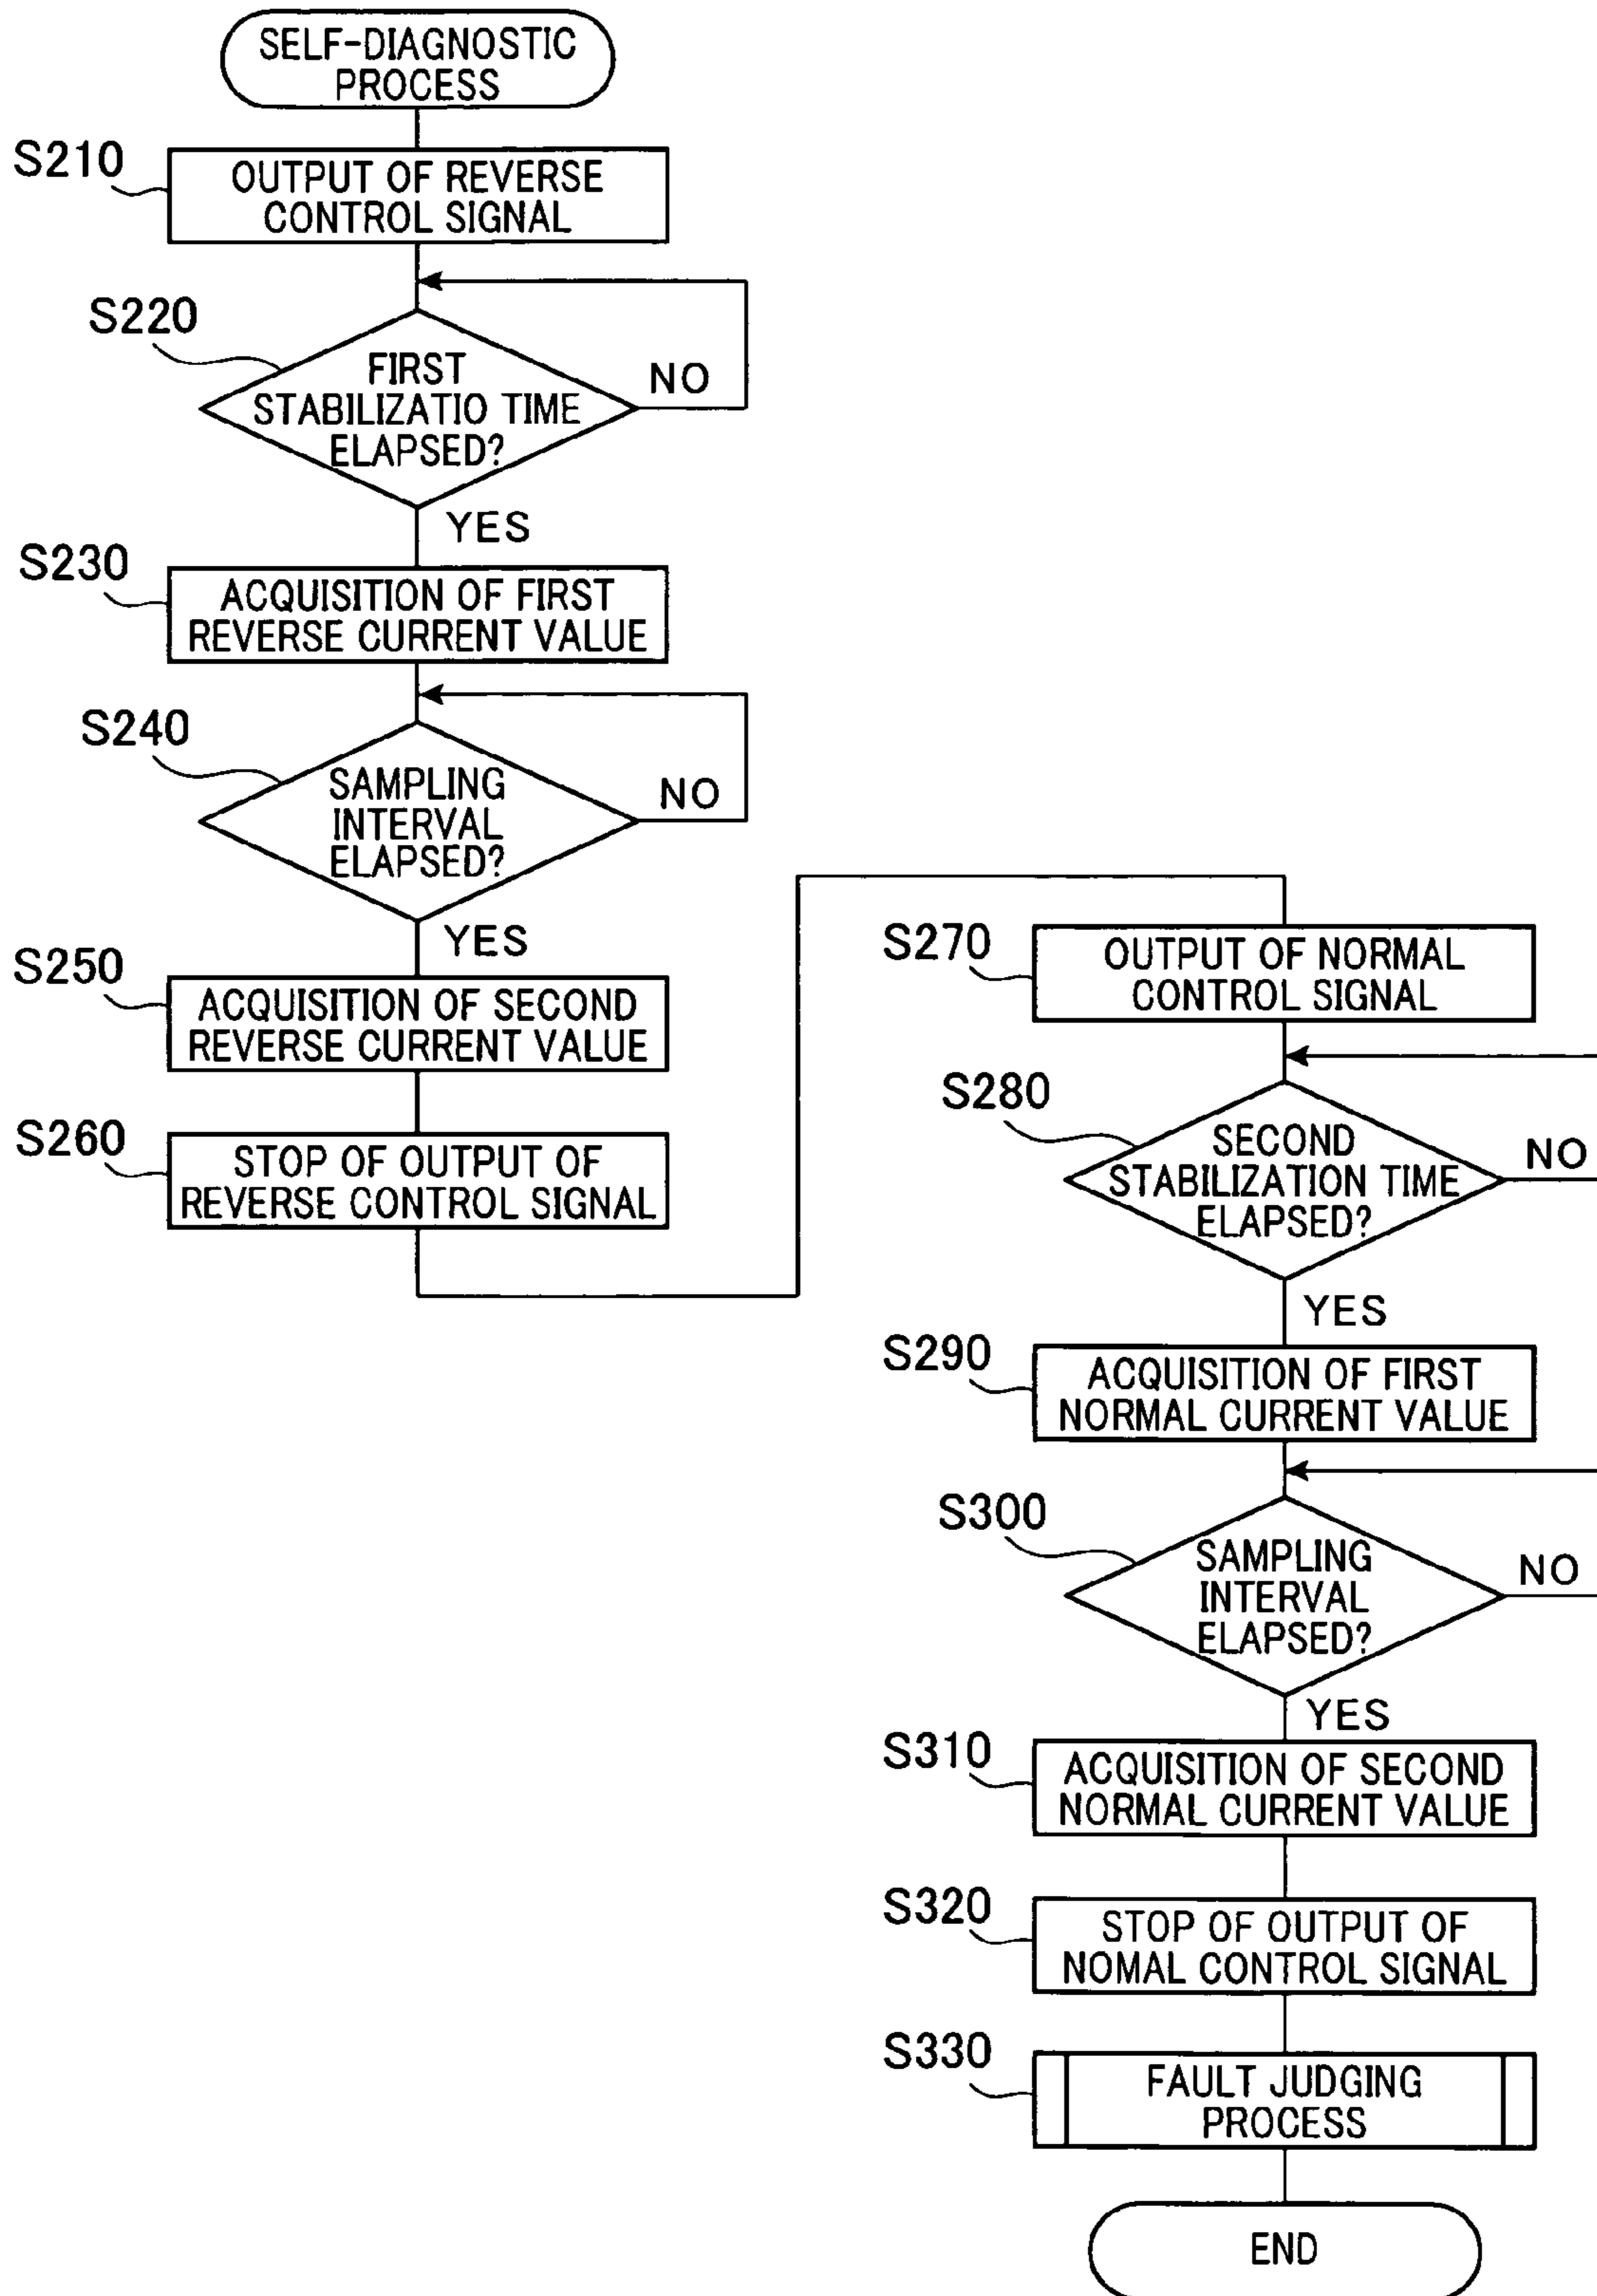 SELF-DIAGNOSTIC
PROCESS
S210
OUTPUT OF REVERSE
CONTROL SIGNAL
S220
FIRST
STABILIZATIO TIME
ELAPSED?
NO
YES
S230
ACQUISITION OF FIRST
REVERSE CURRENT VALUE
S240
SAMPLING
INTERVAL
ELAPSED?
NO
YES
S250
ACQUISITION OF SECOND
REVERSE CURRENT VALUE
S260
STOP OF OUTPUT OF
REVERSE CONTROL SIGNAL
S270
OUTPUT OF NORMAL
CONTROL SIGNAL
S280
SECOND
STABILIZATION TIME
ELAPSED?
NO
YES
S290
ACQUISITION OF FIRST
NORMAL CURRENT VALUE
S300
SAMPLING
INTERVAL
ELAPSED?
NO
YES
S310
ACQUISITION OF SECOND
NORMAL CURRENT VALUE
S320
STOP OF OUTPUT OF
NOMAL CONTROL SIGNAL
S330
FAULT JUDGING
PROCESS
END